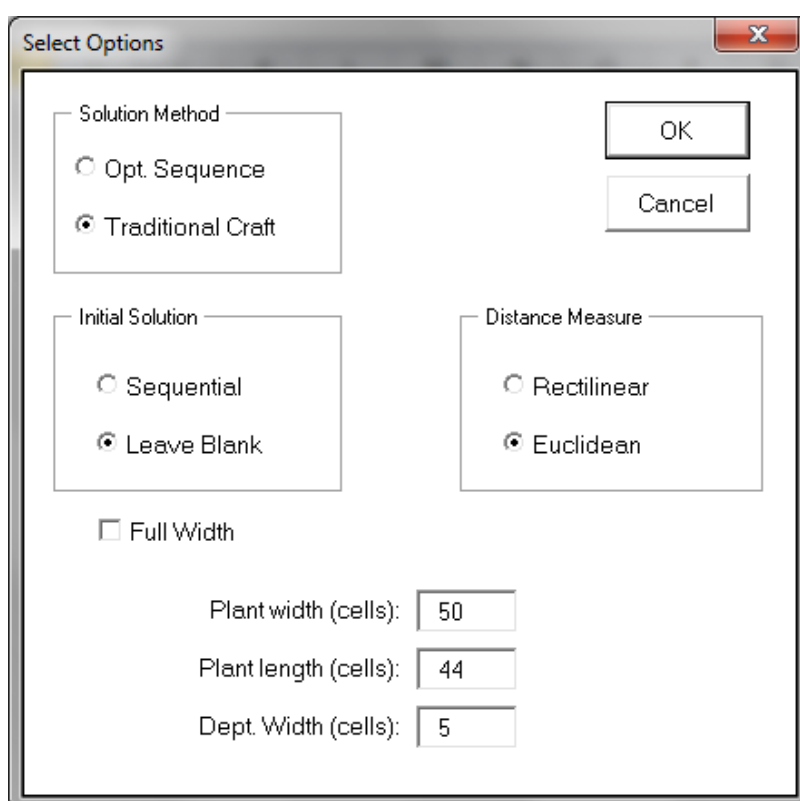 Select Options
Solution Method
Opt. Sequence
Traditional Craft
OK
Cancel
Initial Solution
Sequential
Leave Blank
Distance Measure
Rectilinear
Euclidean
Full Width
Plant width (cells): 50
Plant length (cells): 44
Dept. Width (cells): 5